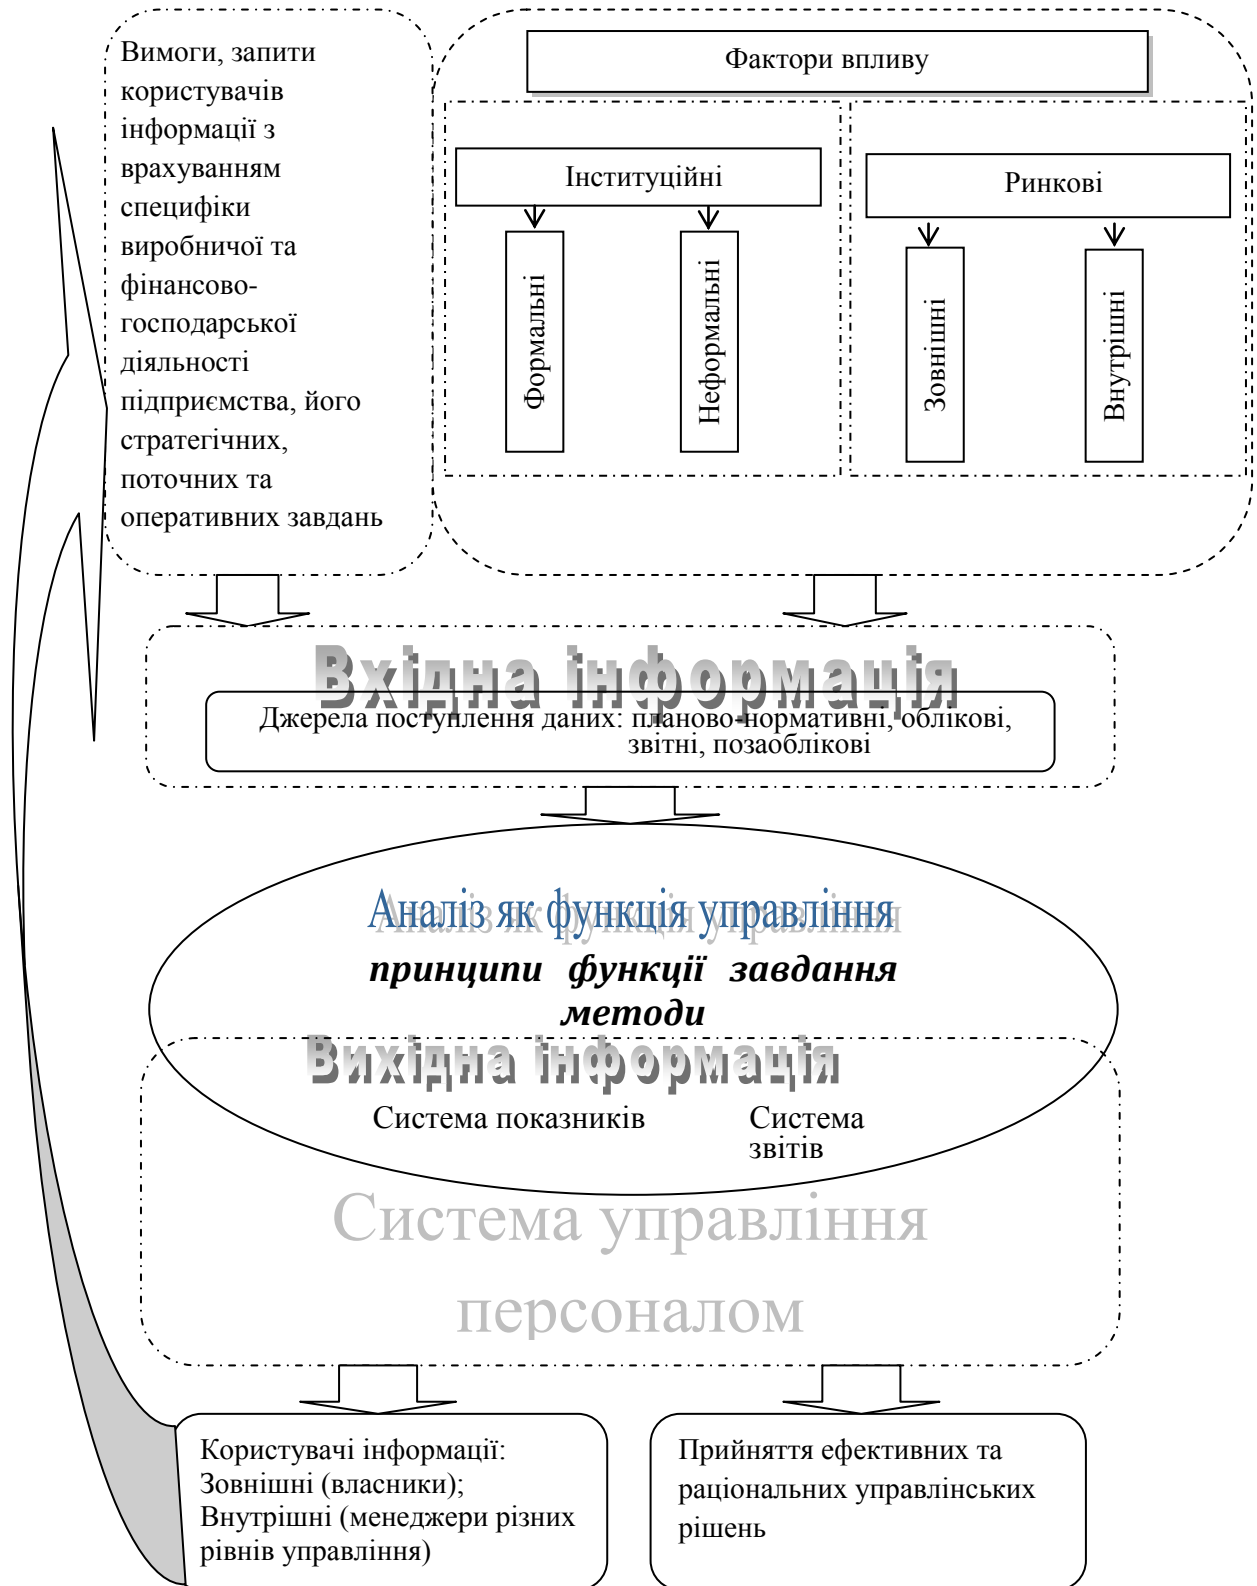 Вимоги, запити
користувачів
інформації з
врахуванням
специфіки
виробничої та
фінансово-
господарської
діяльності
підприємства, його
стратегічних,
поточних та
оперативних завдань
Фактори впливу
Інституційні
Формальні
Неформальні
Ринкові
Зовнішні
Внутрішні
Вхідна інформація
Джерела поступлення даних: планово-нормативні, облікові,
звітні, позаоблікові
Аналіз як функція управління
принципи функції завдання
методи
Вихідна інформація
Система показників
Система
звітів
Система управління
персоналом
Користувачі інформації:
Зовнішні (власники);
Внутрішні (менеджери різних
рівнів управління)
Прийняття ефективних та
раціональних управлінських
рішень